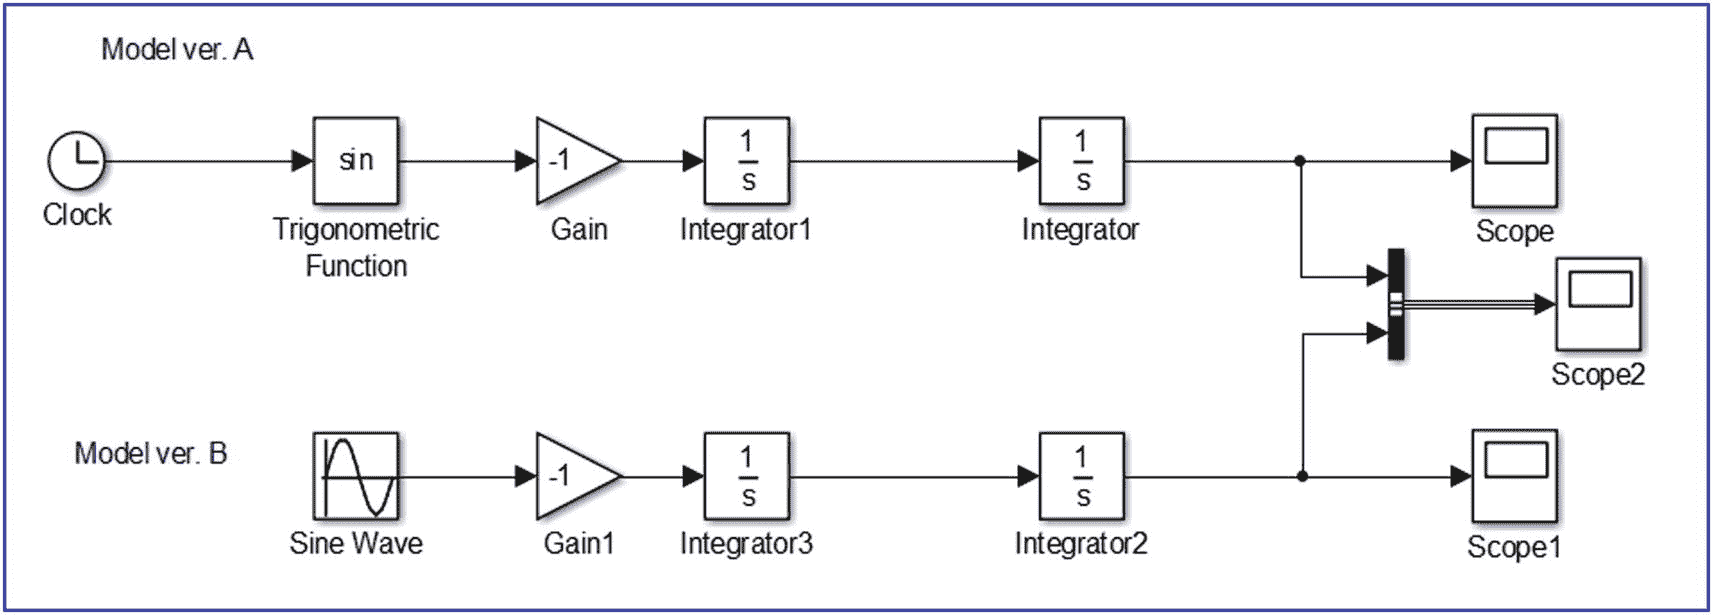 Model ver. A
Clock
sin
Trigonometric
Function
-1
Gain
1
s
Integrator1
1
s
Integrator
Scope
Scope2
Model ver. B
Sine Wave
-1
Gain1
1
s
Integrator3
1
s
Integrator2
Scope1